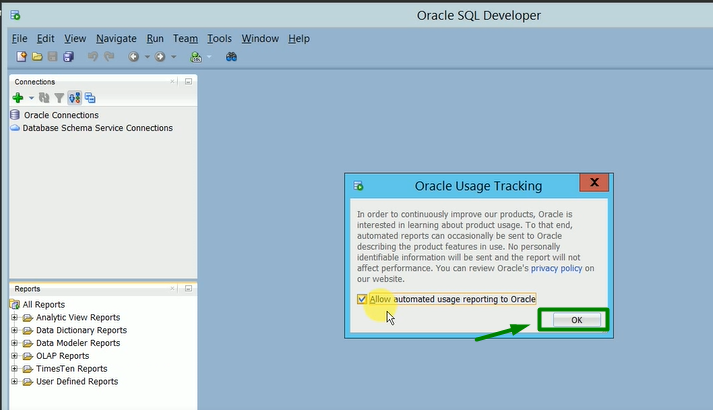 Oracle SQL Developer
File Edit View Navigate Run Team Tools Window Help
Connections
Oracle Connections
Database Schema Service Connections
Oracle Usage Tracking
In order to continuously improve our products, Oracle is
interested in learning about product usage. To that end,
automated reports can occasionally be sent to Oracle
describing the product features in use. No personally
identifiable information will be sent and the report will not
affect performance. You can review Oracle's privacy policy on
our website.
Allow automated usage reporting to Oracle
OK
Reports
All Reports
Analytic View Reports
Data Dictionary Reports
Data Modeler Reports
OLAP Reports
TimesTen Reports
User Defined Reports